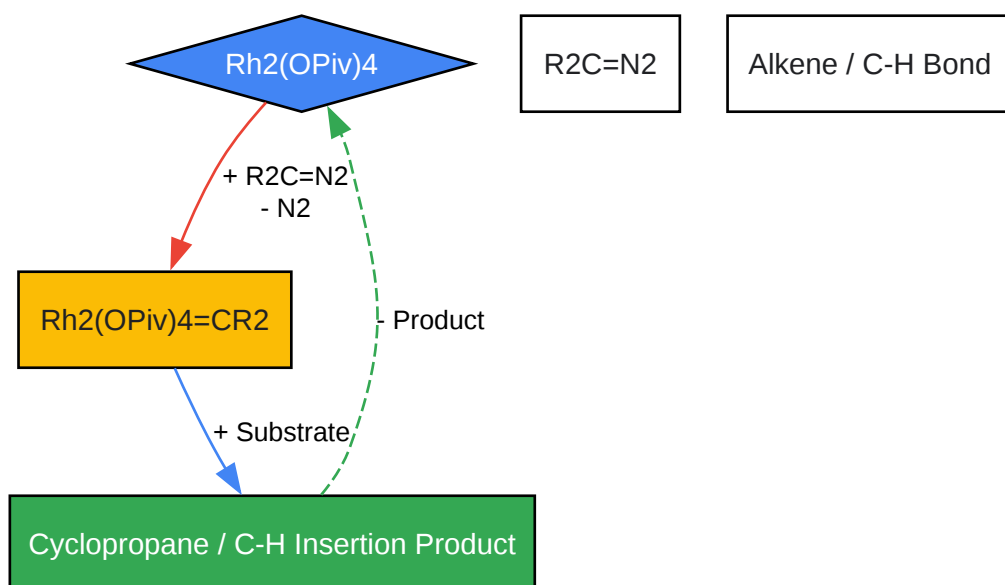 Rh2(OPiv)4
R2C=N2
Alkene / C-H Bond
+ R2C=N2
- N2
Rh2(OPiv)4=CR2
- Product
+ Substrate
Cyclopropane / C-H Insertion Product